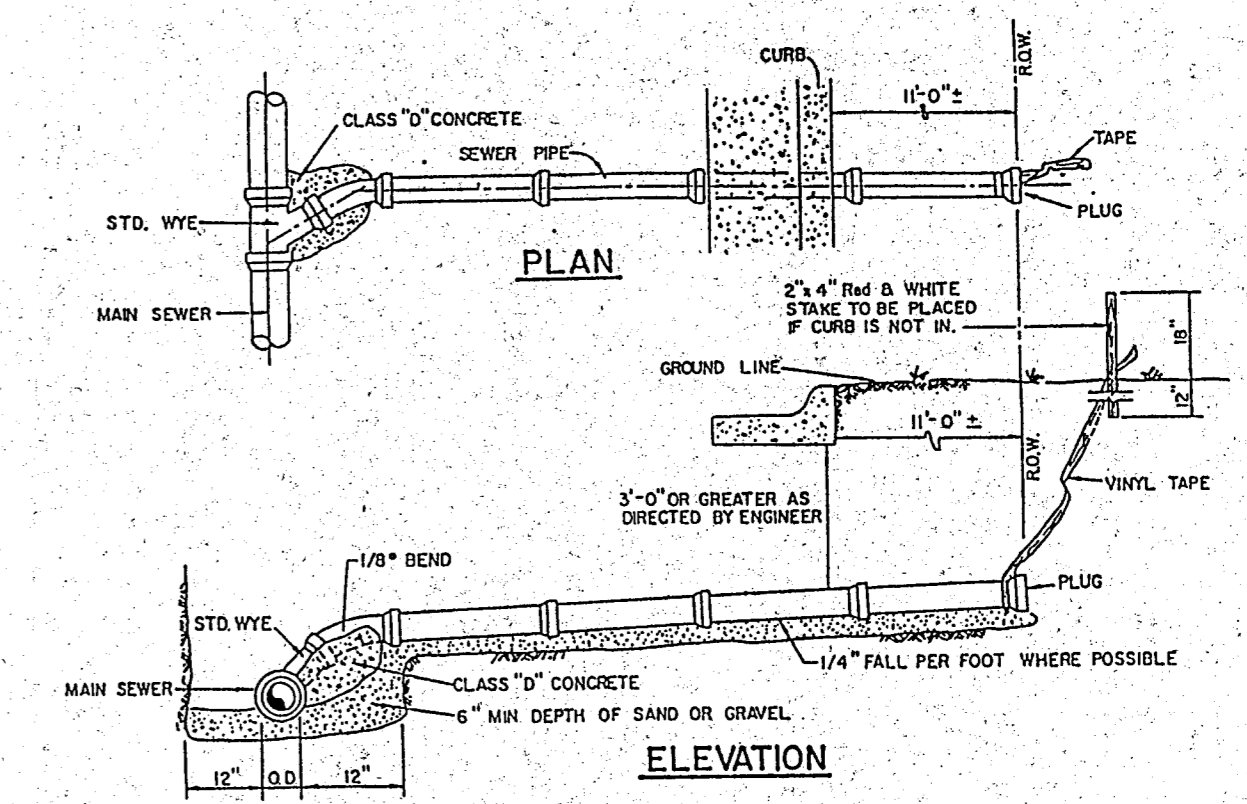 CURB
R.O.W.
11'-0" ±
CLASS "D" CONCRETE
TAPE
SEWER PIPE
STD. WYE
PLUG
PLAN
MAIN SEWER
2"x 4" Red & WHITE
STAKE TO BE PLACED
IF CURB IS NOT IN.
18"
GROUND LINE
12"
11'-0" ±
R.O.W.
VINYL TAPE
3'-0" OR GREATER AS
DIRECTED BY ENGINEER
1/8° BEND
PLUG
STD. WYE
1/4" FALL PER FOOT WHERE POSSIBLE
MAIN SEWER
CLASS "D" CONCRETE
6" MIN. DEPTH OF SAND OR GRAVEL
ELEVATION
12"
O.D.
12"